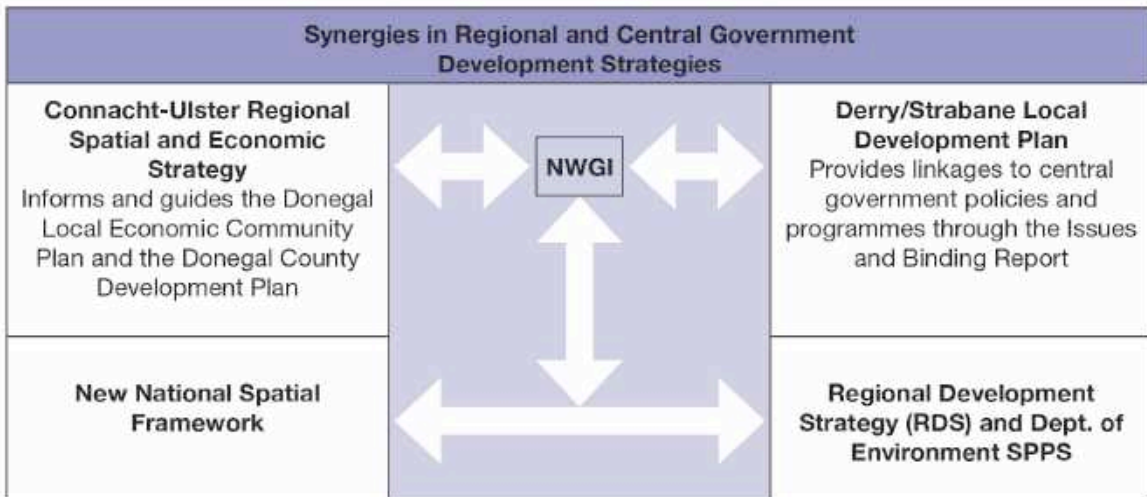 Synergies in Regional and Central Government
Development Strategies
Connacht-Ulster Regional
Spatial and Economic
Strategy
Informs and guides the Donegal
Local Economic Community
Plan and the Donegal County
Development Plan
NWGI
Derry/Strabane Local
Development Plan
Provides linkages to central
government policies and
programmes through the Issues
and Binding Report
New National Spatial
Framework
Regional Development
Strategy (RDS) and Dept. of
Environment SPPS